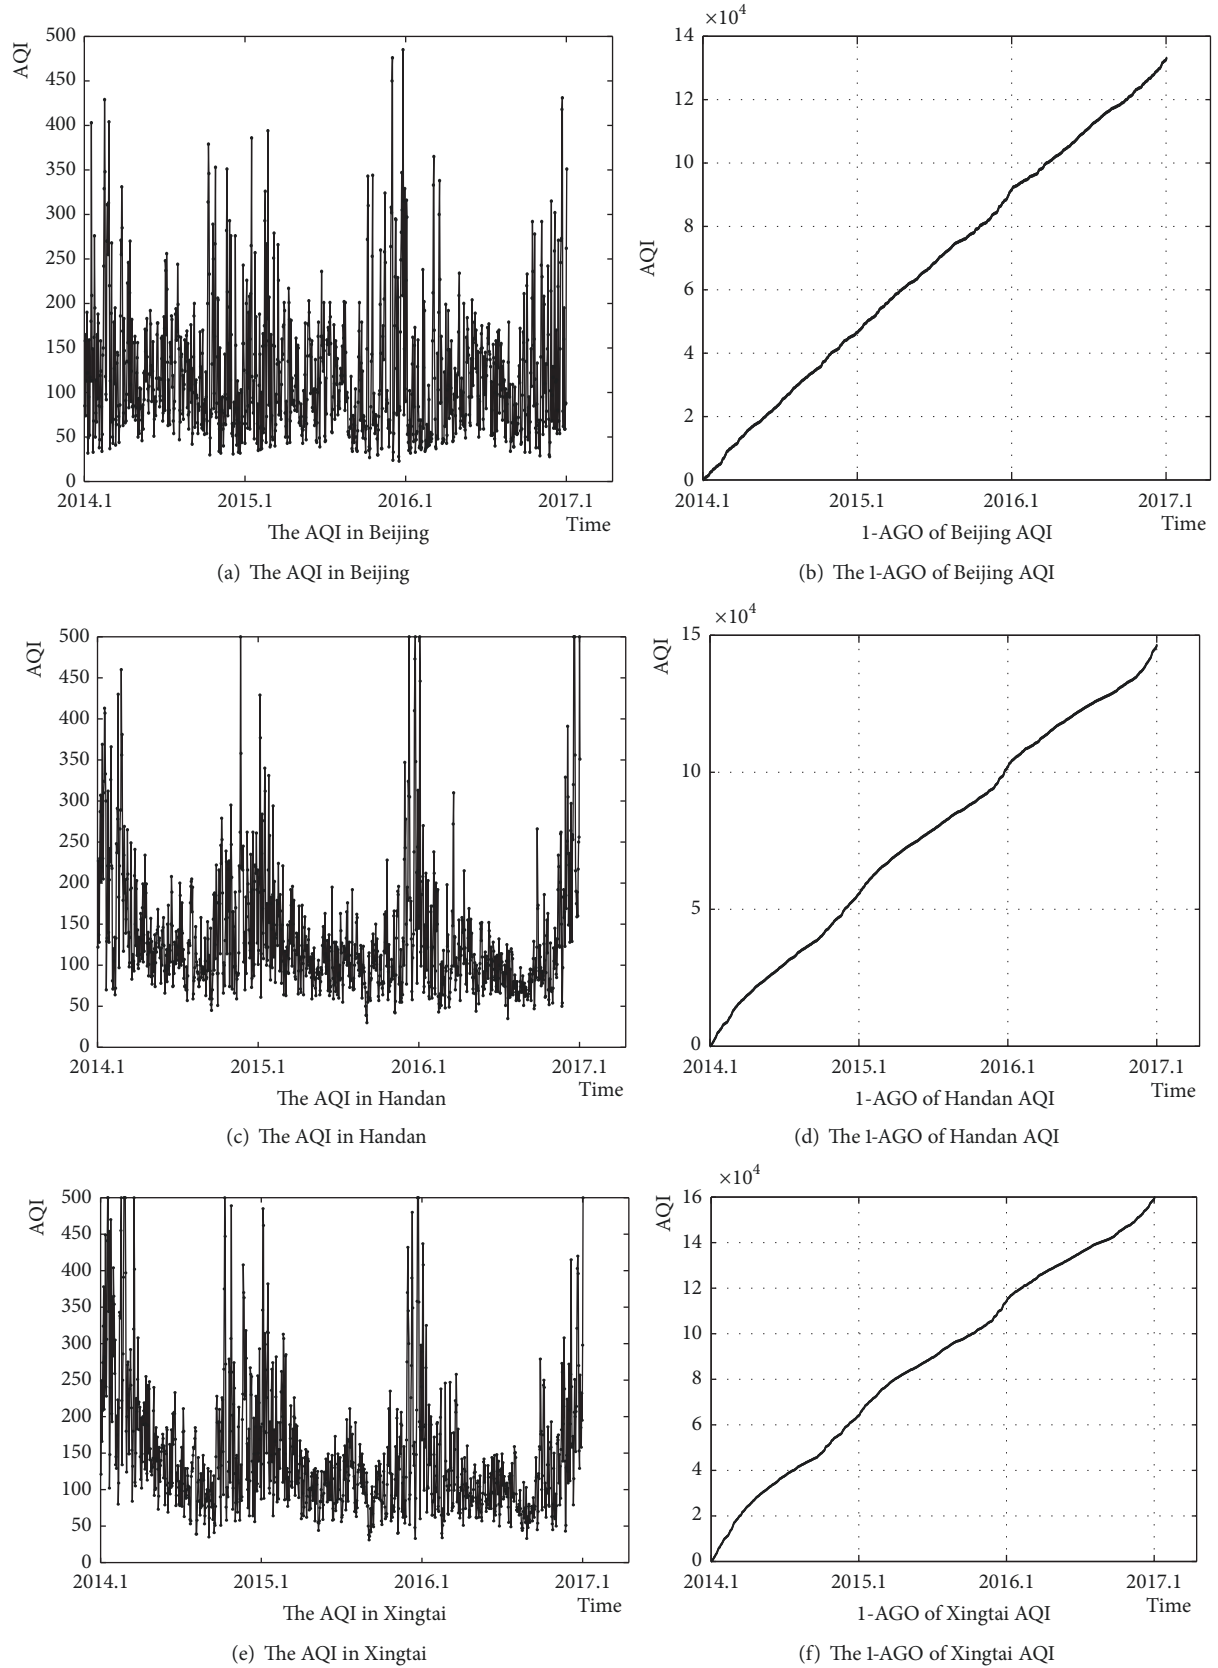 AQI
500
450
400
350
300
250
200
150
100
50
0
2014.1 2015.1 2016.1 2017.1
Time
The AQI in Beijing
(a) The AQI in Beijing
×10⁴
AQI
14
12
10
8
6
4
2
0
2014.1 2015.1 2016.1 2017.1
Time
1-AGO of Beijing AQI
(b) The 1-AGO of Beijing AQI
AQI
500
450
400
350
300
250
200
150
100
50
0
2014.1 2015.1 2016.1 2017.1
Time
The AQI in Handan
(c) The AQI in Handan
×10⁴
AQI
15
10
5
0
2014.1 2015.1 2016.1 2017.1
Time
1-AGO of Handan AQI
(d) The 1-AGO of Handan AQI
AQI
500
450
400
350
300
250
200
150
100
50
0
2014.1 2015.1 2016.1 2017.1
Time
The AQI in Xingtai
(e) The AQI in Xingtai
×10⁴
AQI
16
14
12
10
8
6
4
2
0
2014.1 2015.1 2016.1 2017.1
Time
1-AGO of Xingtai AQI
(f) The 1-AGO of Xingtai AQI